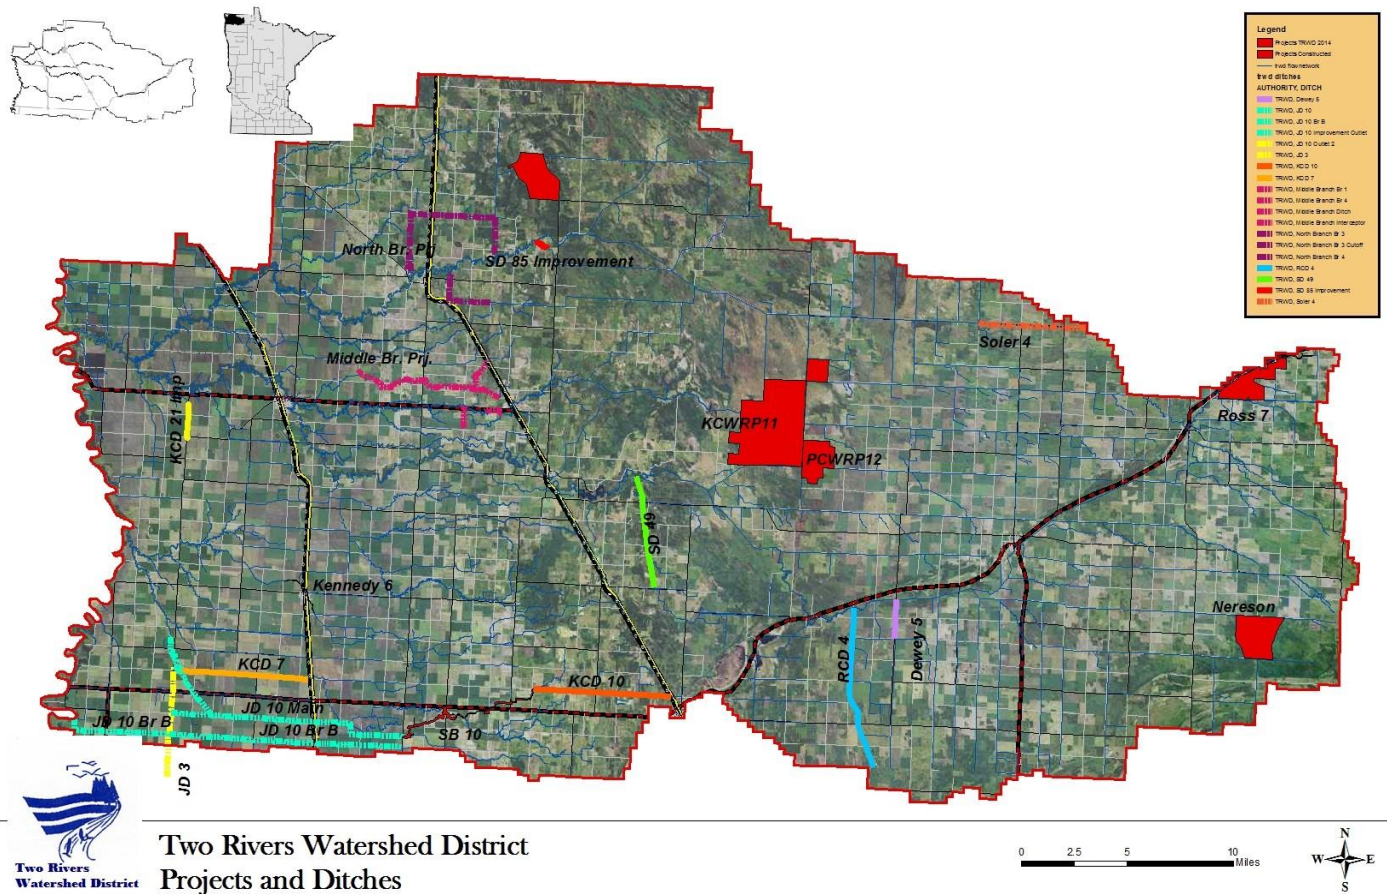 Legend
Projects TRWD 2014
Projects Constructed
trwd flow network
trwd ditches
AUTHORITY, DITCH
TRWD, Dewey 5
TRWD, JD 10
TRWD, JD 10 Br B
TRWD, JD 10 Improvement Outlet
TRWD, JD 10 Outlet 2
TRWD, JD 3
TRWD, KCD 10
TRWD, KCD 7
TRWD, Middle Branch Br 1
TRWD, Middle Branch Br 4
TRWD, Middle Branch Ditch
TRWD, Middle Branch Interceptor
TRWD, North Branch Br 3
TRWD, North Branch Br 3 Cutoff
TRWD, North Branch Br 4
TRWD, RCD 4
TRWD, SD 49
TRWD, SD 85 Improvement
TRWD, Soler 4
North Br. Prj
SD 85 Improvement
Soler 4
Middle Br. Prj.
KCD 21 Imp
KCWRP11
Ross 7
PCWRP12
SD 49
Kennedy 6
Nereson
RCD 4
Dewey 5
KCD 7
KCD 10
JD 10 Main
JD 10 Br B
JD 10 Br B
SB 10
JD 3
Two Rivers
Watershed District
Two Rivers Watershed District
Projects and Ditches
0 2.5 5 10
Miles
N
W E
S